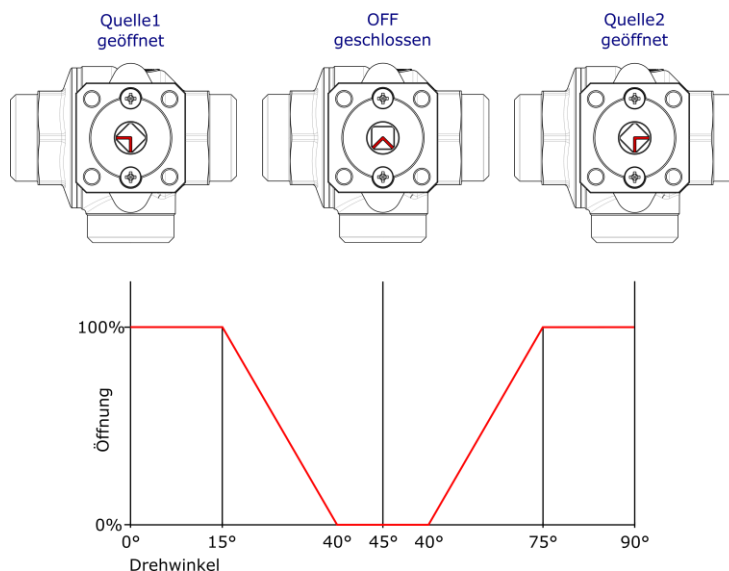 Quelle1
geöffnet
OFF
geschlossen
Quelle2
geöffnet
100%
Öffnung
0%
0° 15° 40° 45° 40° 75° 90°
Drehwinkel